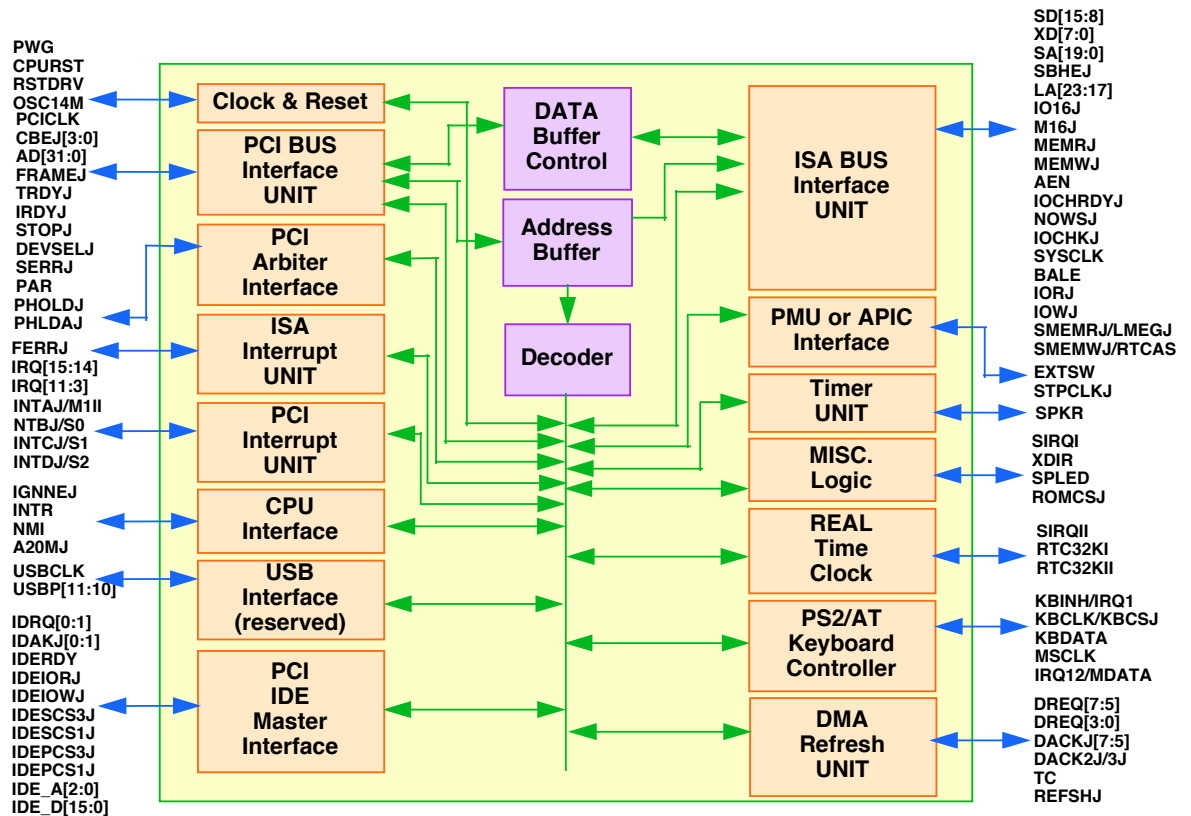 PWG
CPURST
RSTDRV
OSC14M
PCICLK
CBEJ[3:0]
AD[31:0]
FRAMEJ
TRDYJ
IRDYJ
STOPJ
DEVSELJ
SERRJ
PAR
PHOLDJ
PHLDAJ
FERRJ
IRQ[15:14]
IRQ[11:3]
INTAJ/M1II
NTBJ/S0
INTCJ/S1
INTDJ/S2
IGNNEJ
INTR
NMI
A20MJ
USBCLK
USBP[11:10]
IDRQ[0:1]
IDAKJ[0:1]
IDERDY
IDEIORJ
IDEIOWJ
IDESCS3J
IDESCS1J
IDEPCS3J
IDEPCS1J
IDE_A[2:0]
IDE_D[15:0]
Clock & Reset
PCI BUS
Interface
UNIT
PCI
Arbiter
Interface
ISA
Interrupt
UNIT
PCI
Interrupt
UNIT
CPU
Interface
USB
Interface
(reserved)
PCI
IDE
Master
Interface
DATA
Buffer
Control
Address
Buffer
Decoder
ISA BUS
Interface
UNIT
PMU or APIC
Interface
Timer
UNIT
MISC.
Logic
REAL
Time
Clock
PS2/AT
Keyboard
Controller
DMA
Refresh
UNIT
SD[15:8]
XD[7:0]
SA[19:0]
SBHEJ
LA[23:17]
IO16J
M16J
MEMRJ
MEMWJ
AEN
IOCHRDYJ
NOWSJ
IOCHKJ
SYSCLK
BALE
IORJ
IOWJ
SMEMRJ/LMEGJ
SMEMWJ/RTCAS
EXTSW
STPCLKJ
SPKR
SIRQI
XDIR
SPLED
ROMCSJ
SIRQII
RTC32KI
RTC32KII
KBINH/IRQ1
KBCLK/KBCSJ
KBDATA
MSCLK
IRQ12/MDATA
DREQ[7:5]
DREQ[3:0]
DACKJ[7:5]
DACK2J/3J
TC
REFSHJ